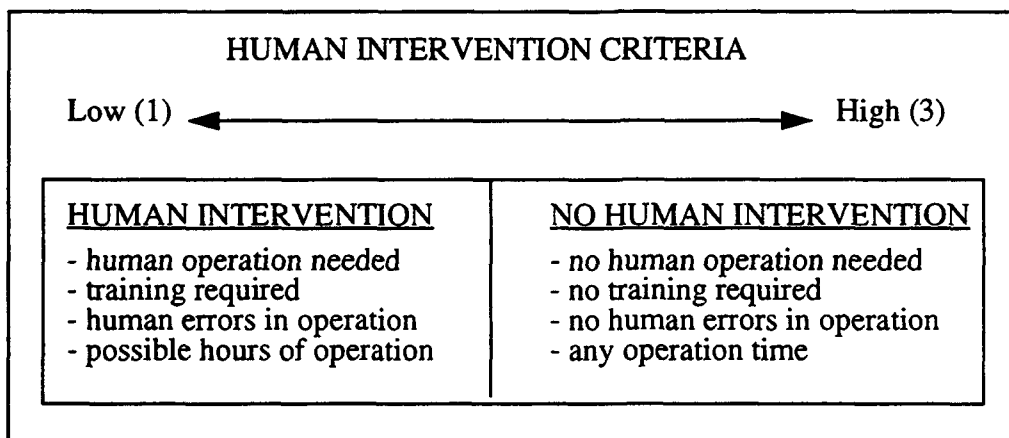 HUMAN INTERVENTION CRITERIA
Low (1) High (3)
HUMAN INTERVENTION
- human operation needed
- training required
- human errors in operation
- possible hours of operation
NO HUMAN INTERVENTION
- no human operation needed
- no training required
- no human errors in operation
- any operation time